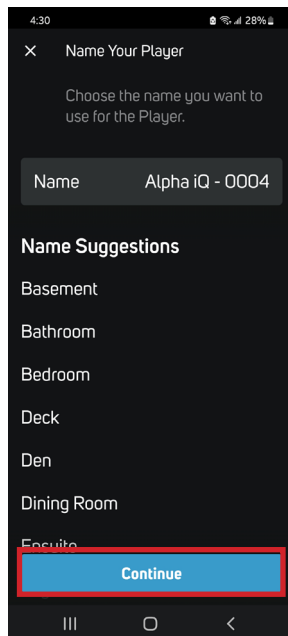 4:30
28%
Name Your Player
Choose the name you want to
use for the Player.
Name Alpha iQ - 0004
Name Suggestions
Basement
Bathroom
Bedroom
Deck
Den
Dining Room
Ensuite
Continue